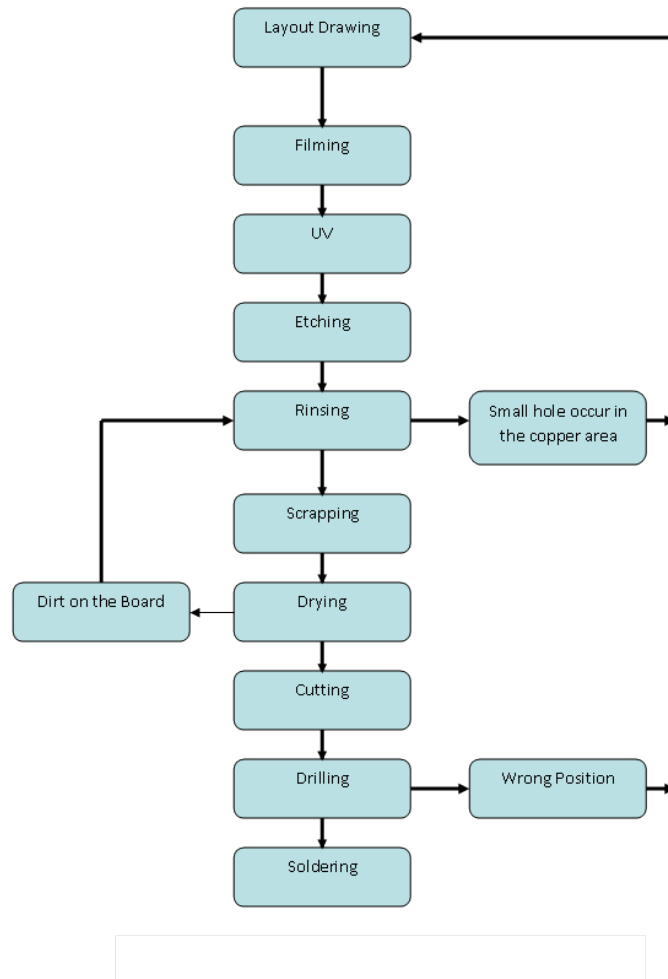 Layout Drawing
Filming
UV
Etching
Rinsing
Small hole occur in
the copper area
Scrapping
Dirt on the Board
Drying
Cutting
Drilling
Wrong Position
Soldering